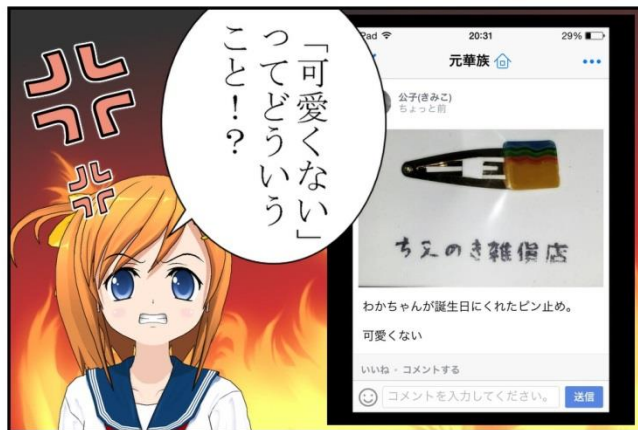 「可愛くない」
ってどういう
こと!?
Pad 20:31 29%
元華族
公子(きみこ)
ちょっと前
ちえのき雑貨店
わかちゃんが誕生日にくれたピン止め。
可愛くない
いいね・コメントする
コメントを入力してください。 送信